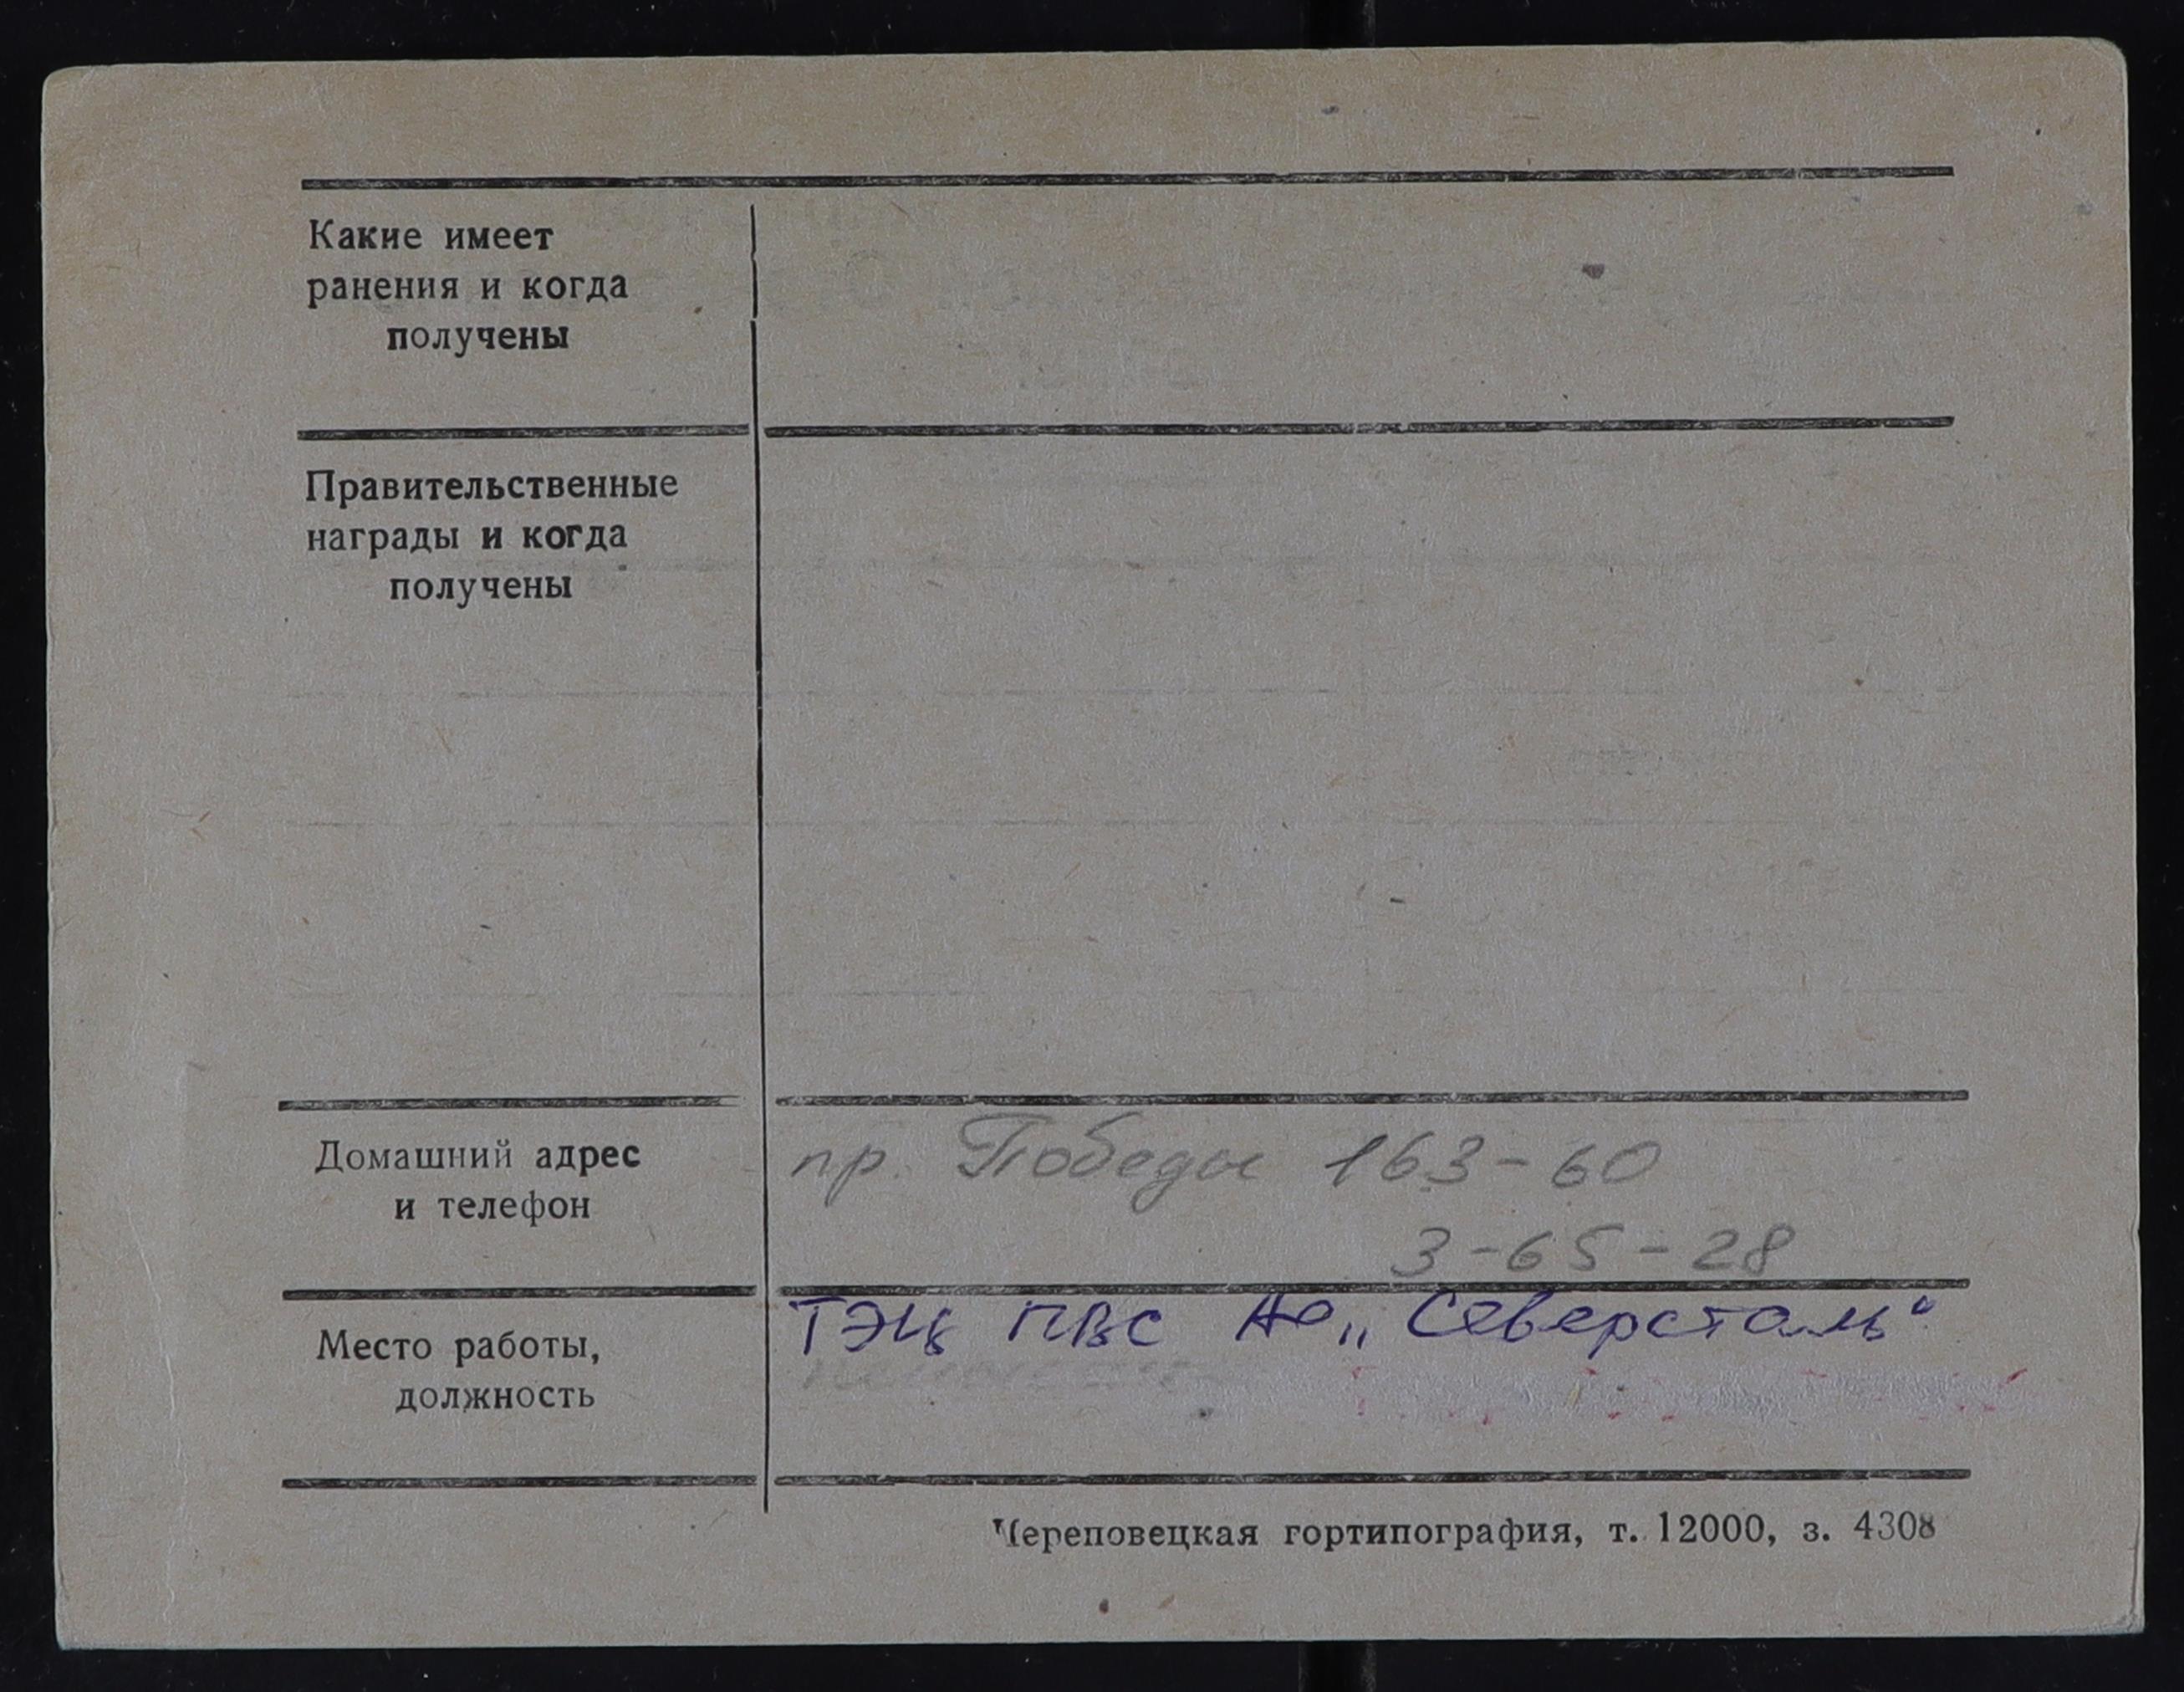 Какие имеет
ранения и когда
получены
Правительственные
награды и когда
получены
Домашний адрес
и телефон
пр. Победы 163-60
3-65-28
Место работы,
должность
ТЭЦ ПВС АО „Северсталь“
Череповецкая гортипография, т. 12000, з. 4308